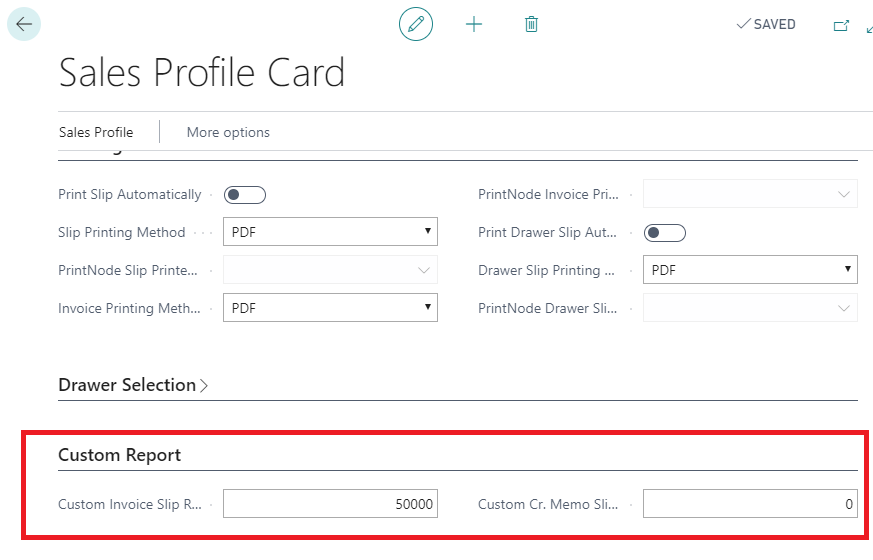 SAVED
Sales Profile Card
Sales Profile
More options
Print Slip Automatically
PrintNode Invoice Pri...
Slip Printing Method
PDF
Print Drawer Slip Aut...
PrintNode Slip Printe...
Drawer Slip Printing ...
PDF
Invoice Printing Meth...
PDF
PrintNode Drawer Sli...
Drawer Selection
Custom Report
Custom Invoice Slip R...
50000
Custom Cr. Memo Sli...
0